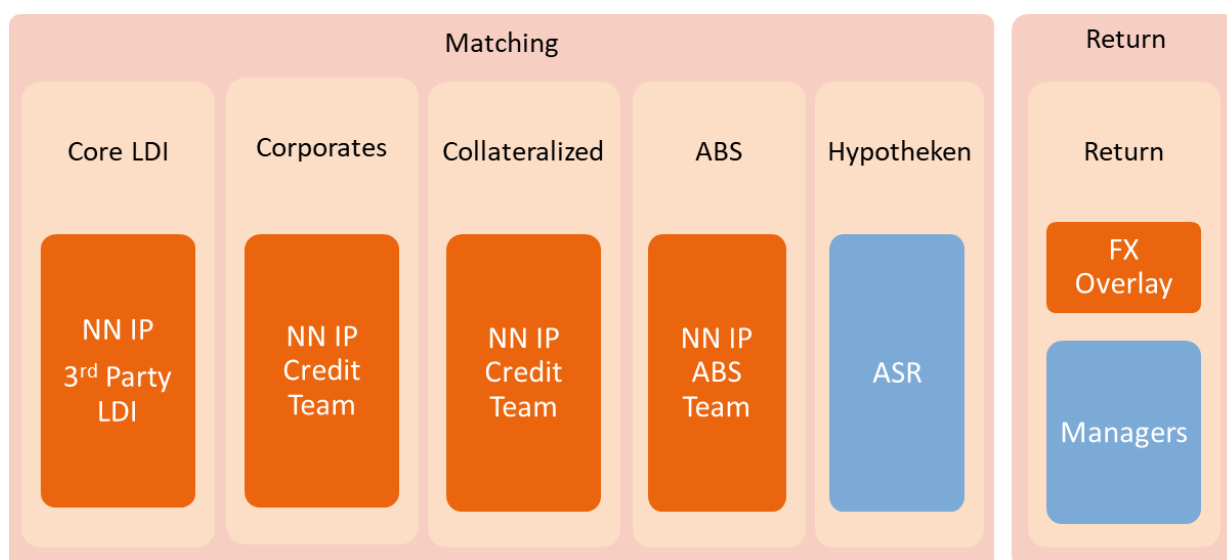 Matching
Return
Core LDI
Corporates
Collateralized
ABS
Hypotheken
Return
NN IP
3rd Party
LDI
NN IP
Credit
Team
NN IP
Credit
Team
NN IP
ABS
Team
ASR
FX
Overlay
Managers